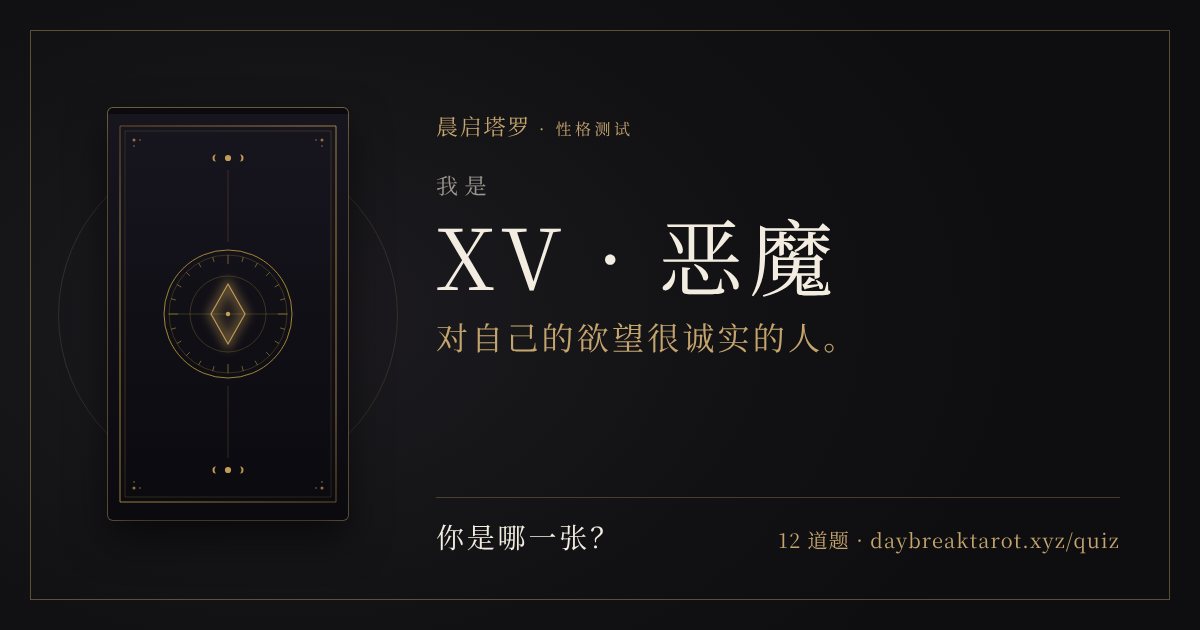 晨启塔罗 · 性格测试
我是
XV · 恶魔
对自己的欲望很诚实的人。
你是哪一张？
12 道题 · daybreaktarot.xyz/quiz